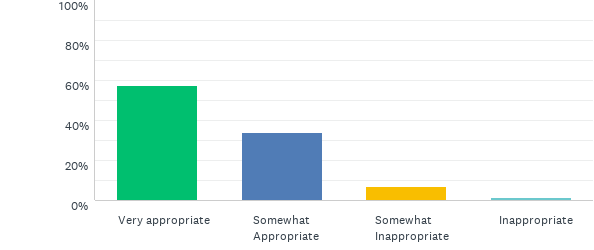 100%
80%
60%
40%
20%
0%
Very appropriate
Somewhat
Appropriate
Somewhat
Inappropriate
Inappropriate